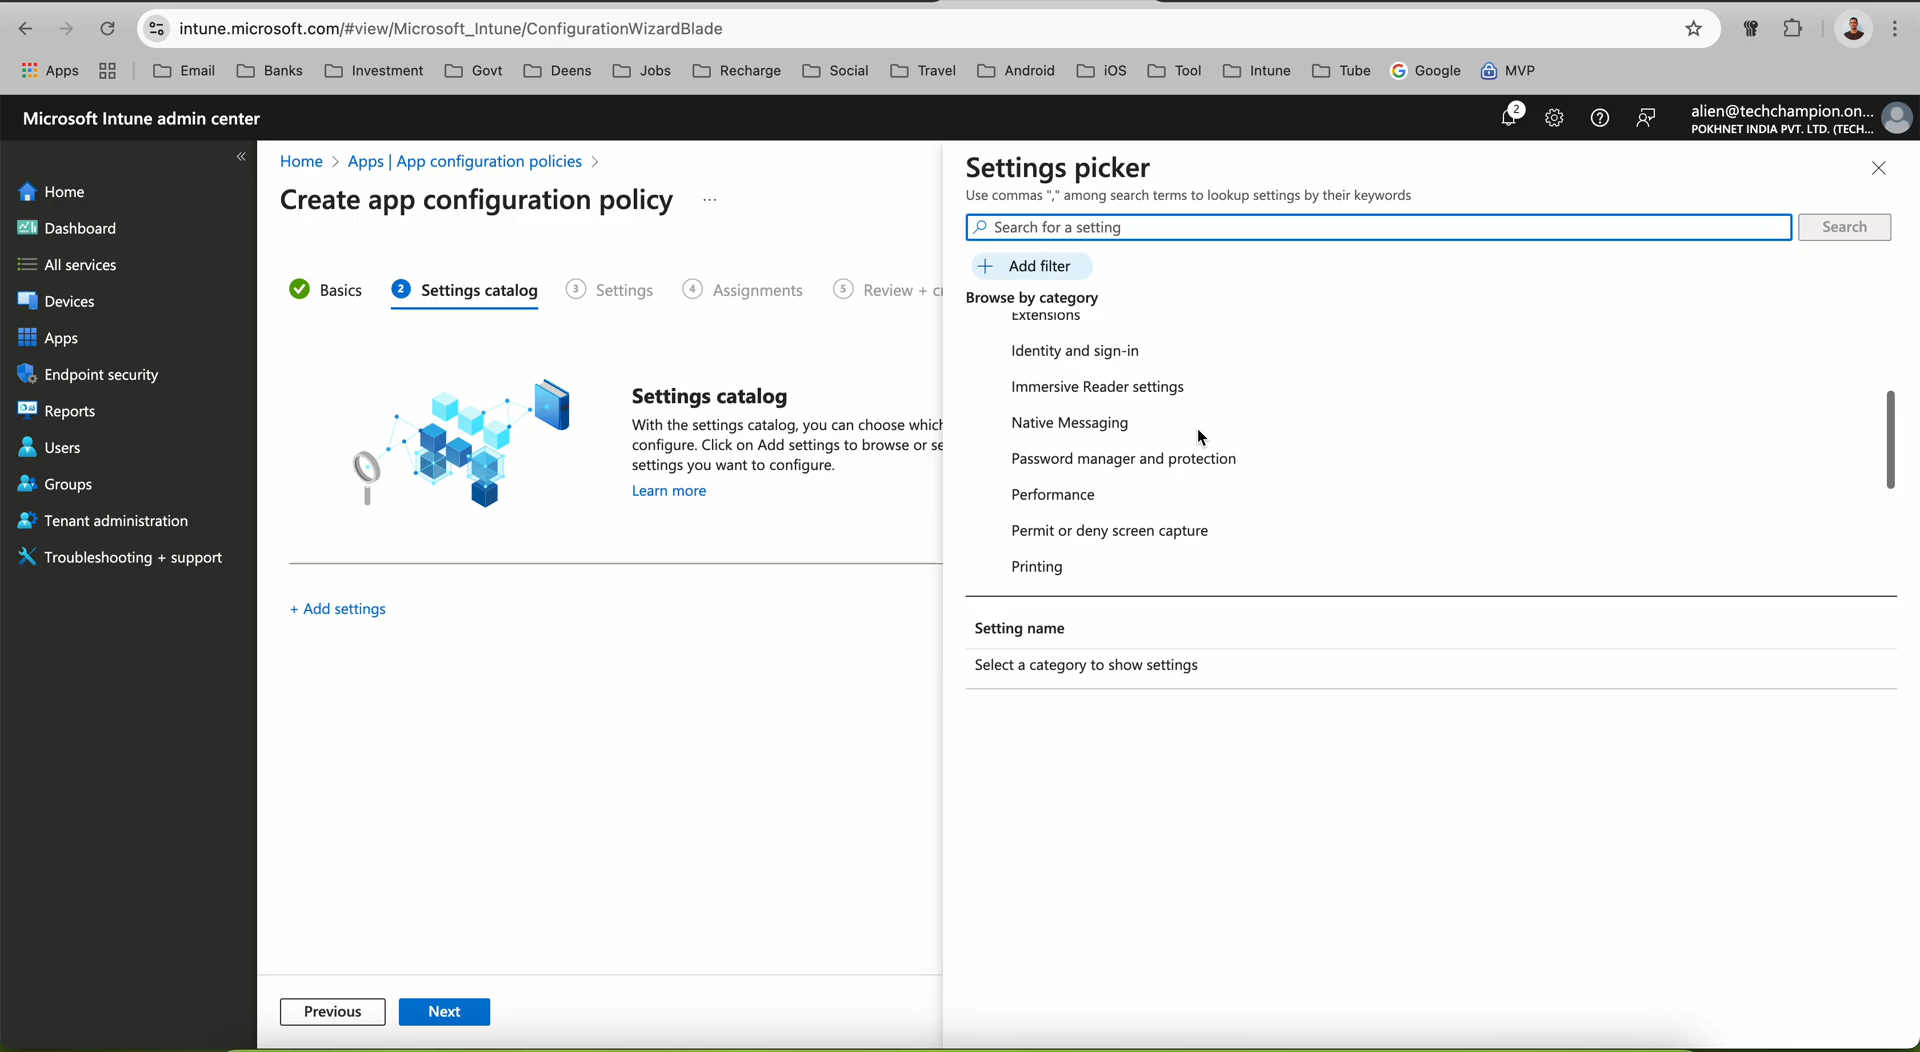 intune.microsoft.com/#view/Microsoft_Intune/ConfigurationWizardBlade
Apps Email Banks Investment Govt Deens Jobs Recharge Social Travel Android iOS Tool Intune Tube Google MVP
Microsoft Intune admin center
2
alien@techchampion.on...
POKHNET INDIA PVT. LTD. (TECH...
Home
Dashboard
All services
Devices
Apps
Endpoint security
Reports
Users
Groups
Tenant administration
Troubleshooting + support
Home > Apps | App configuration policies >
Create app configuration policy ...
Basics 2 Settings catalog 3 Settings 4 Assignments 5 Review + cr
Settings catalog
With the settings catalog, you can choose which
configure. Click on Add settings to browse or se
settings you want to configure.
Learn more
+ Add settings
Previous Next
Settings picker
Use commas "," among search terms to lookup settings by their keywords
Search for a setting Search
Add filter
Browse by category
Extensions
Identity and sign-in
Immersive Reader settings
Native Messaging
Password manager and protection
Performance
Permit or deny screen capture
Printing
Setting name
Select a category to show settings